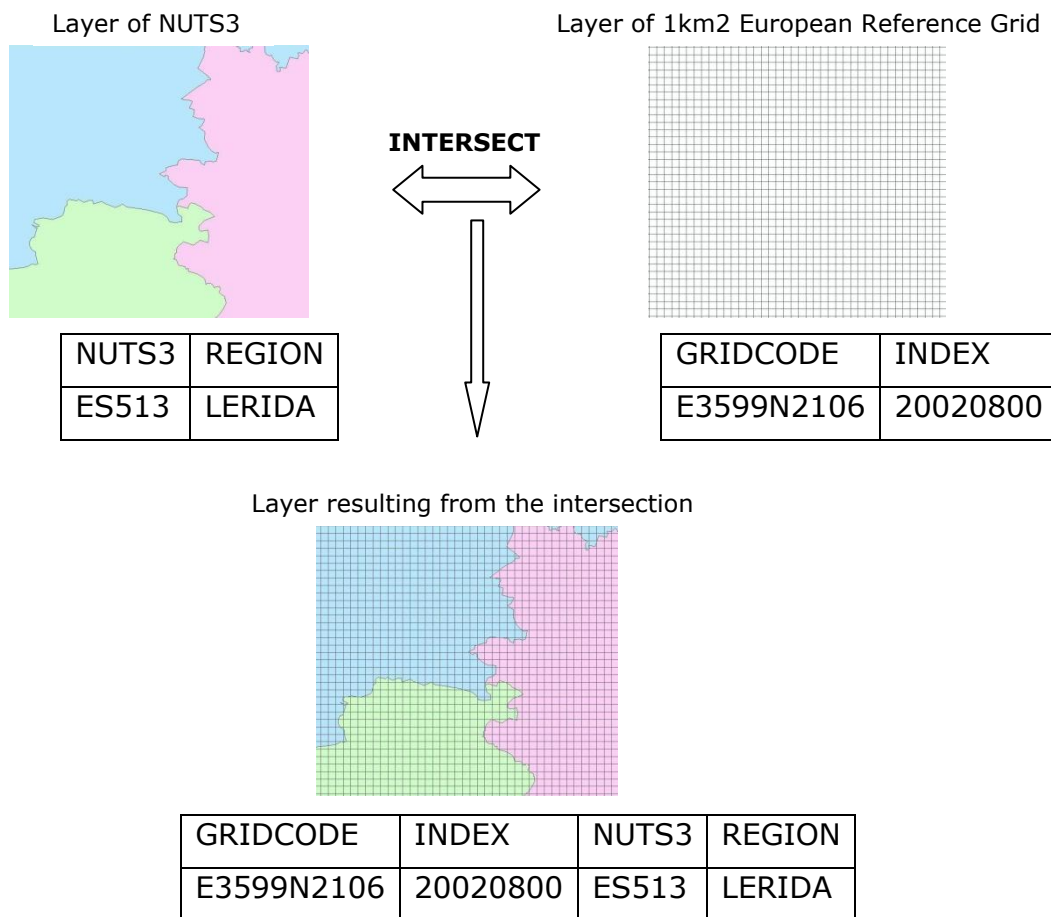 Layer of NUTS3
Layer of 1km2 European Reference Grid
INTERSECT
NUTS3 REGION
ES513 LERIDA
GRIDCODE INDEX
E3599N2106 20020800
Layer resulting from the intersection
GRIDCODE INDEX NUTS3 REGION
E3599N2106 20020800 ES513 LERIDA